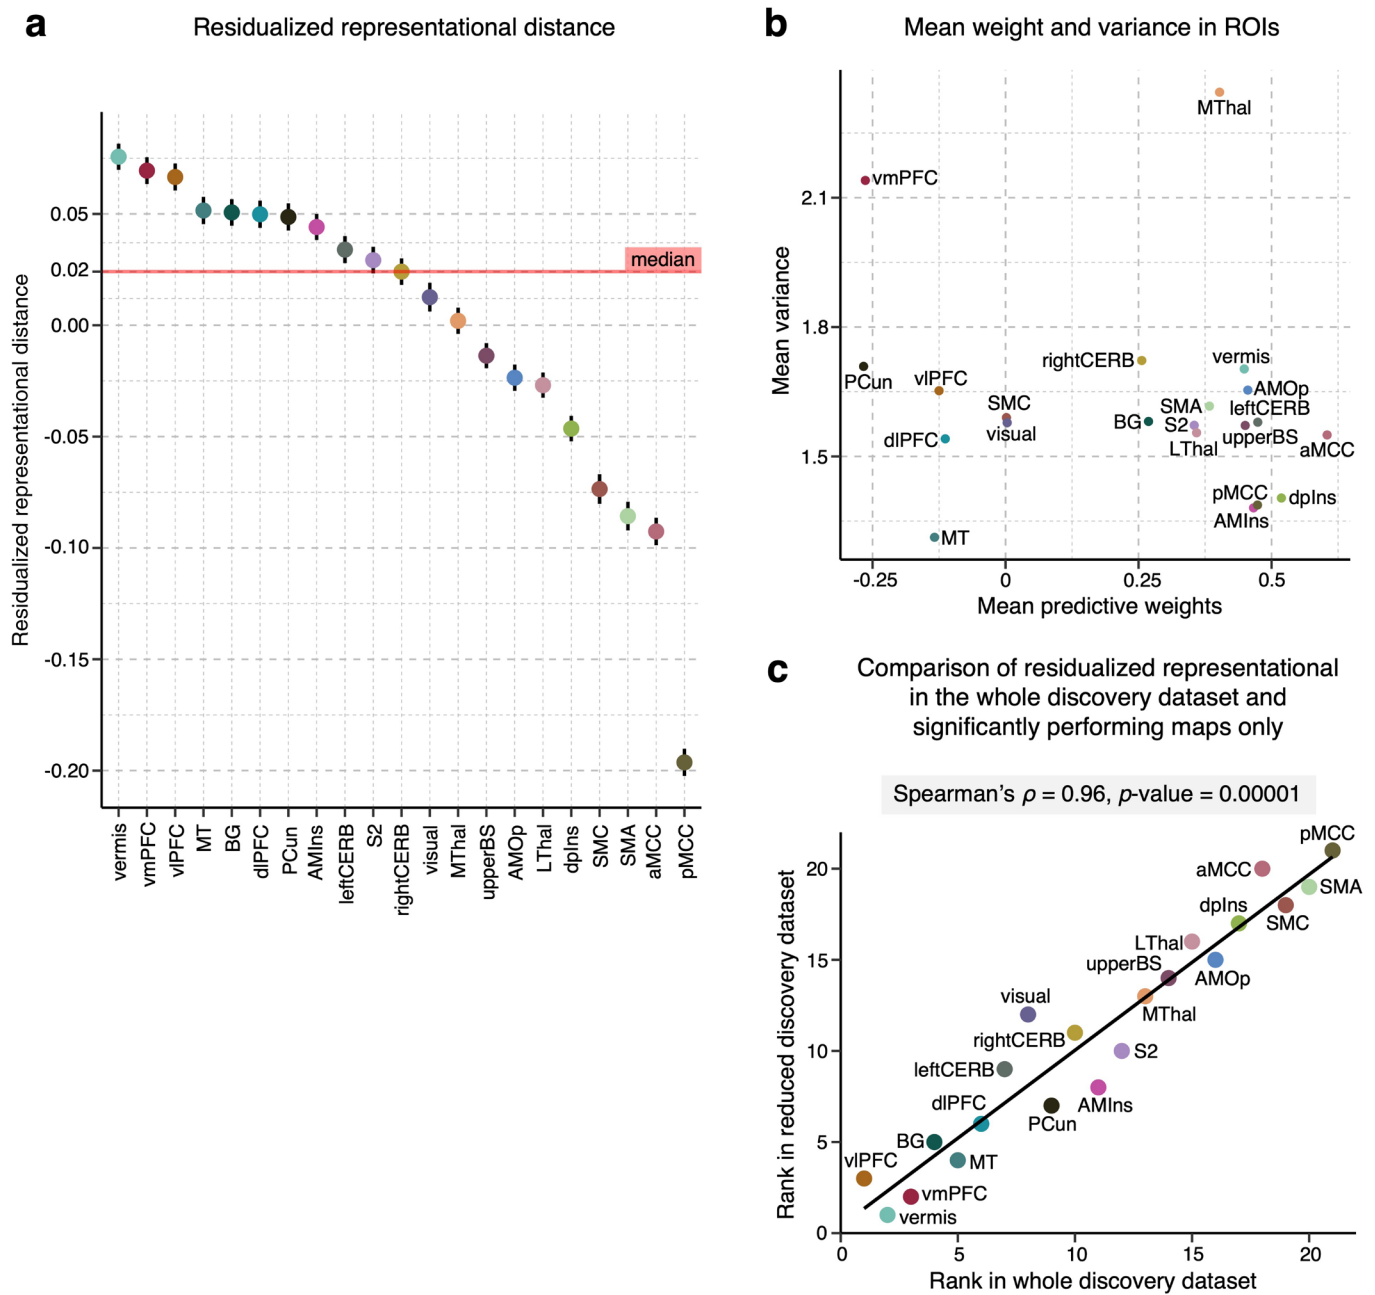 a
Residualized representational distance
Residualized representational distance
0.05
0.02
0.00
-0.05
-0.10
-0.15
-0.20
median
vermis
vmPFC
vlPFC
MT
BG
dlPFC
PCun
AMIns
leftCERB
S2
rightCERB
visual
MThal
upperBS
AMOp
LThal
dpIns
SMC
SMA
aMCC
pMCC
b
Mean weight and variance in ROIs
Mean variance
2.1
1.8
1.5
MThal
vmPFC
rightCERB
vermis
PCun
vlPFC
AMOp
SMC
SMA
leftCERB
BG
S2
visual
dlPFC
upperBS
LThal
aMCC
pMCC
dpIns
AMIns
MT
-0.25
0
0.25
0.5
Mean predictive weights
c
Comparison of residualized representational
in the whole discovery dataset and
significantly performing maps only
Spearman's ρ = 0.96, p-value = 0.00001
Rank in reduced discovery dataset
20
15
10
5
0
pMCC
aMCC
SMA
dpIns
SMC
LThal
upperBS
AMOp
visual
MThal
rightCERB
S2
leftCERB
dlPFC
AMIns
PCun
BG
vlPFC
MT
vmPFC
vermis
0
5
10
15
20
Rank in whole discovery dataset